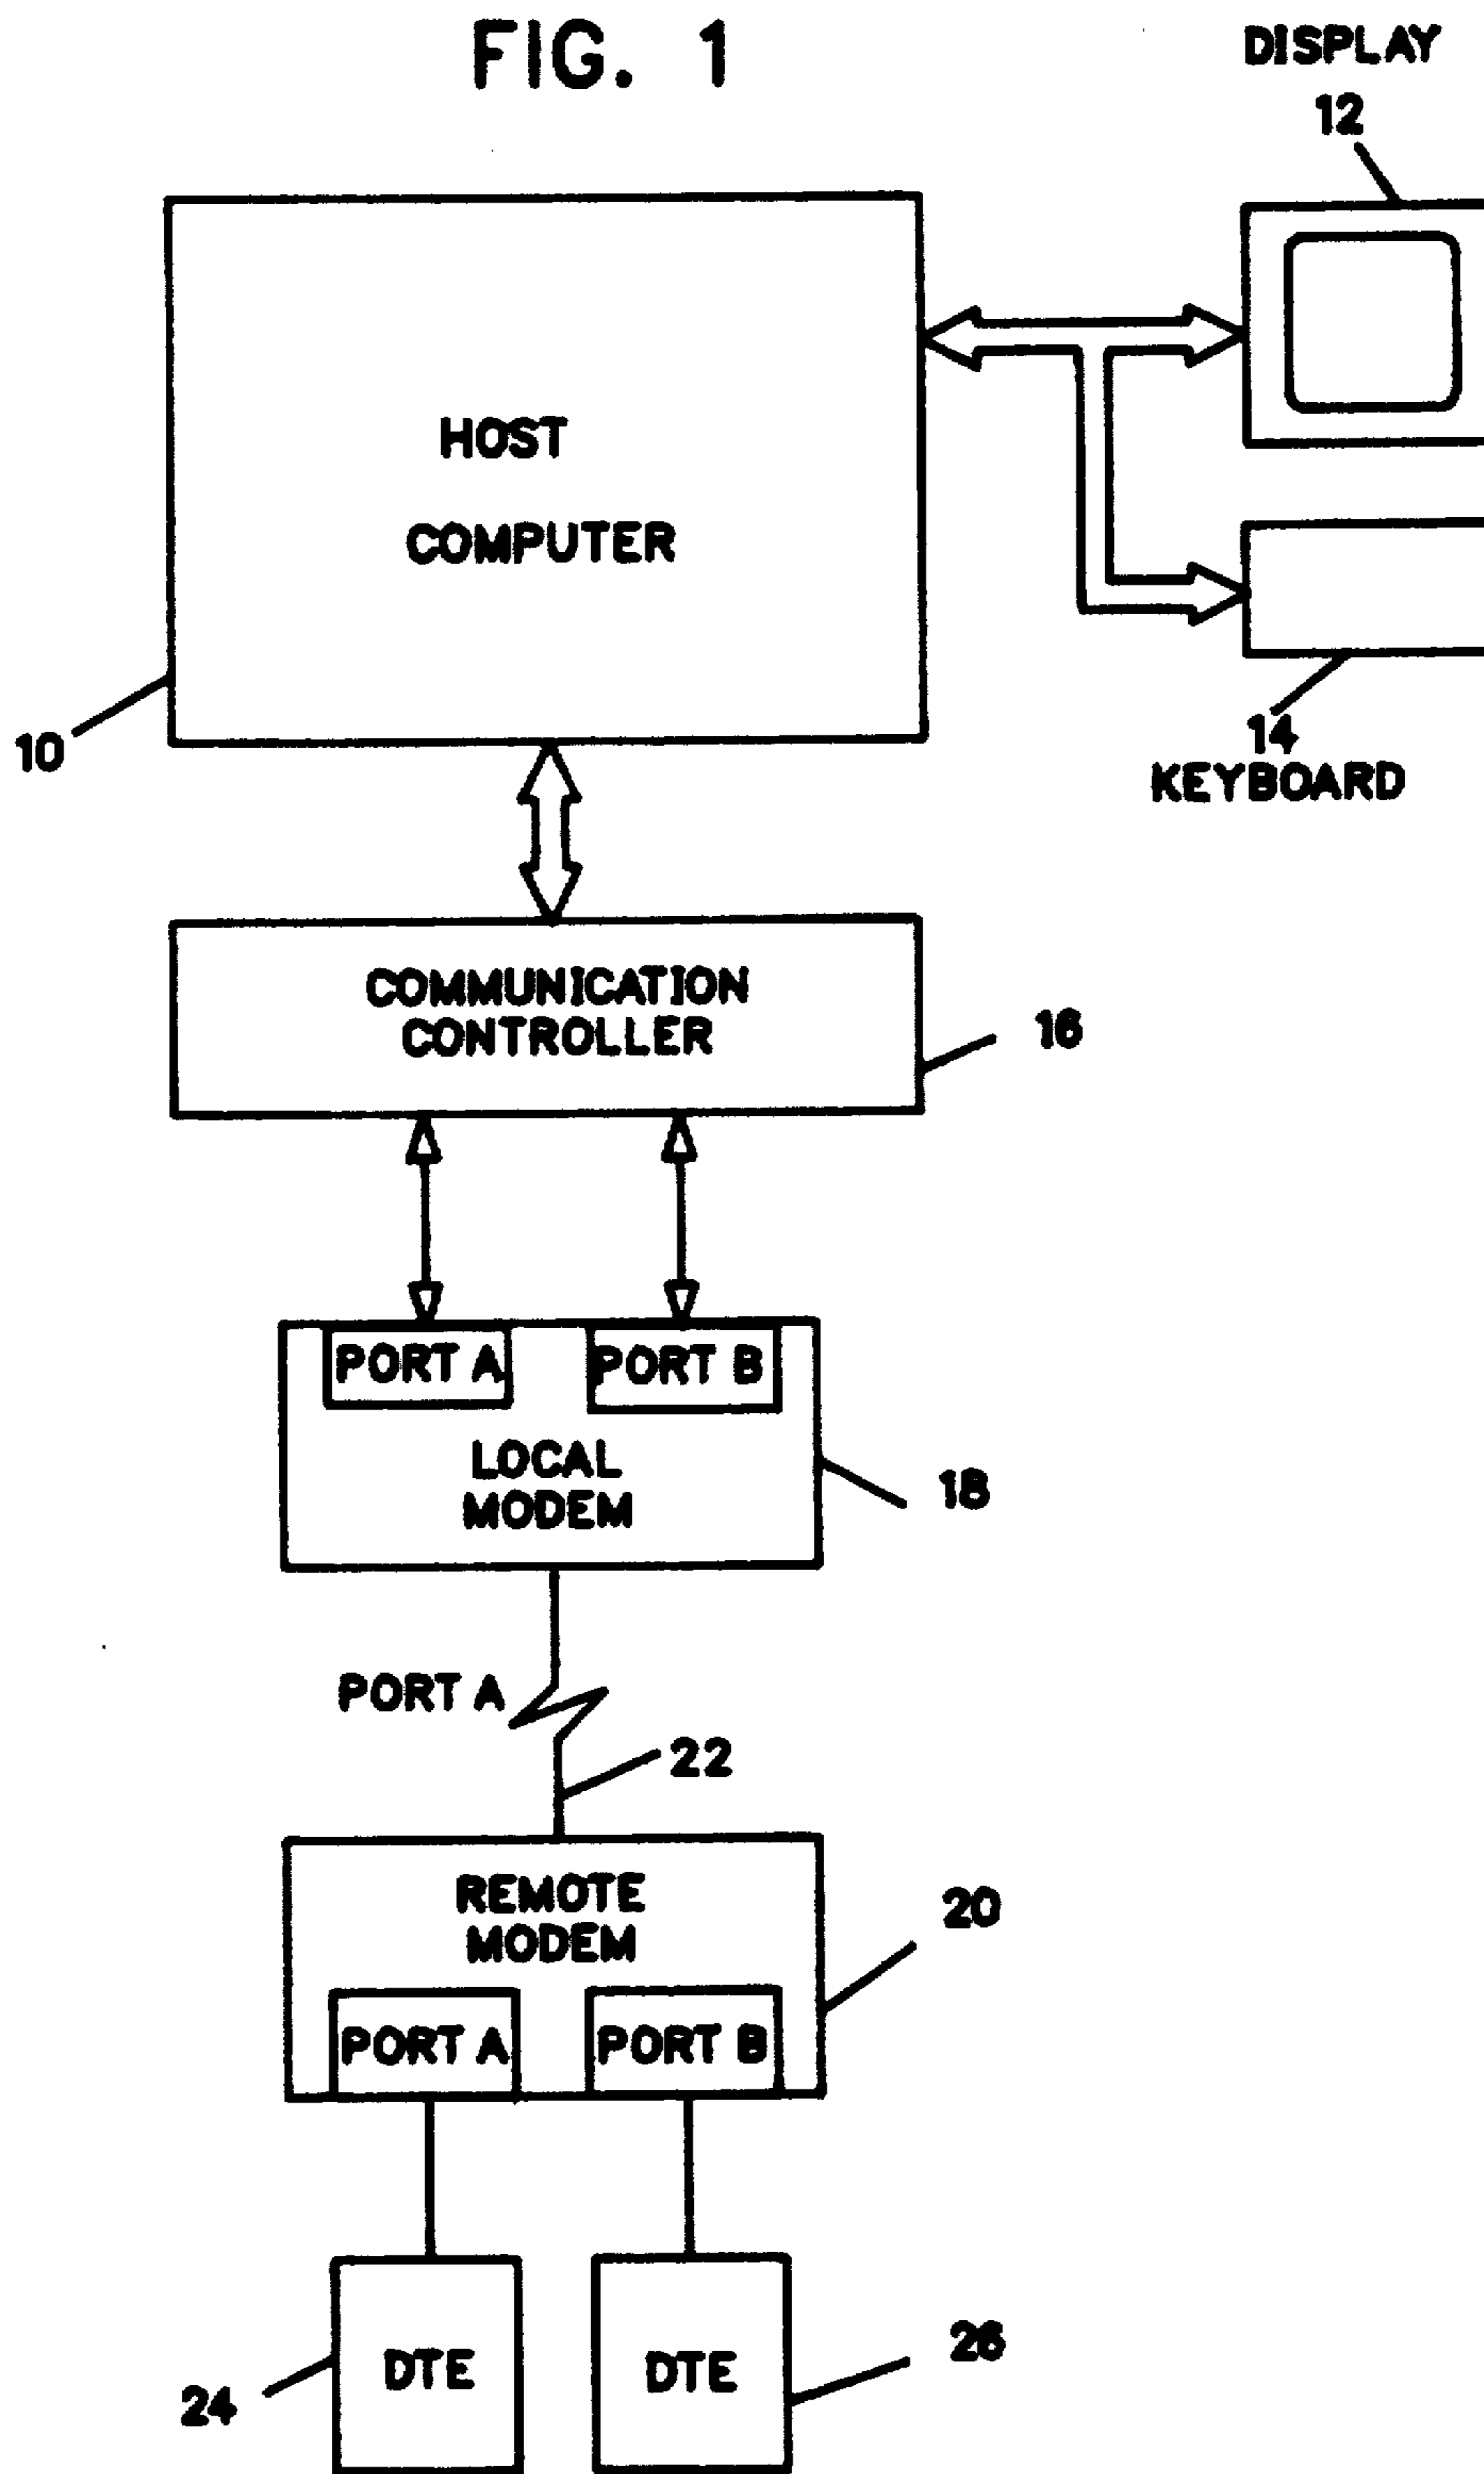 FIG. 1
DISPLAY
12
HOST
COMPUTER
10
14
KEYBOARD
COMMUNICATION
CONTROLLER
16
PORT A
PORT B
LOCAL
MODEM
18
PORT A
22
REMOTE
MODEM
20
PORT A
PORT B
DTE
DTE
24
26